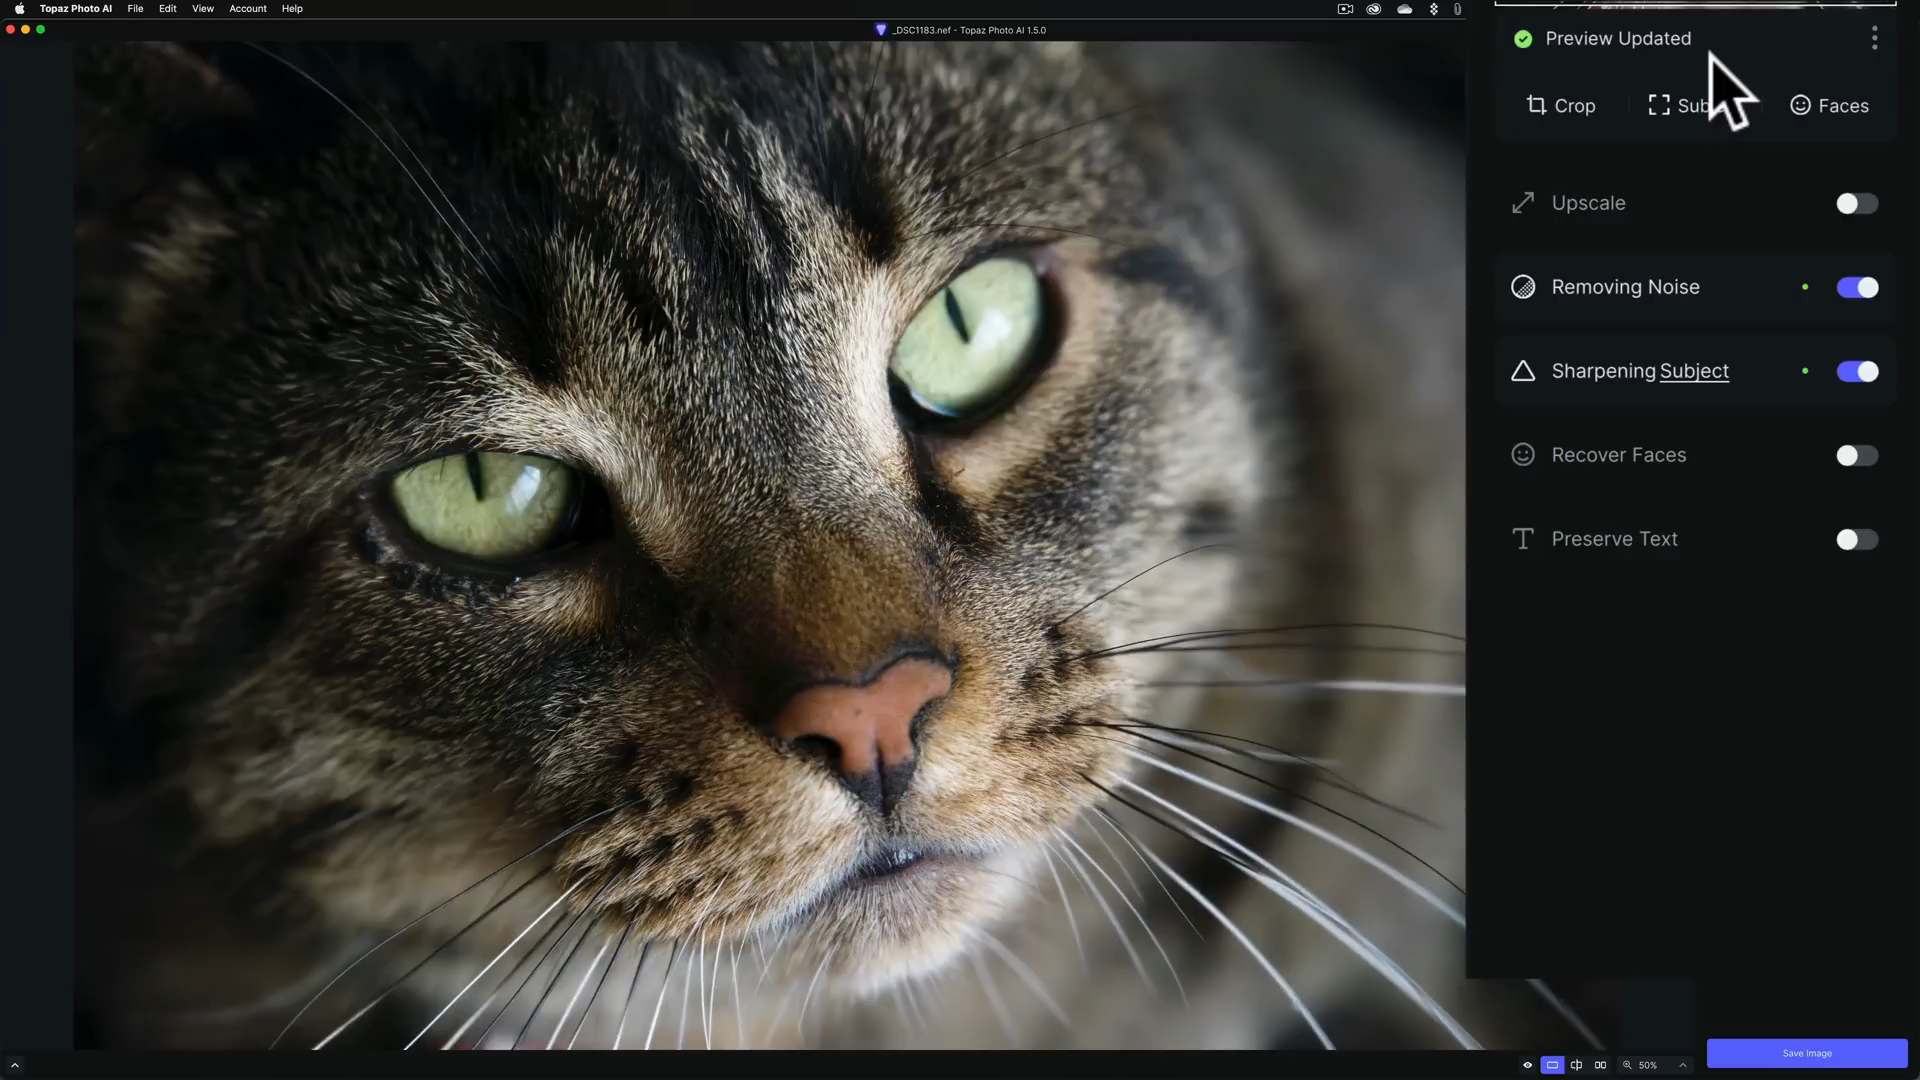 Topaz Photo AI File Edit View Account Help
_DSC1183.nef - Topaz Photo AI 1.5.0
Preview Updated
Crop Faces
Upscale
Removing Noise
Sharpening Subject
Recover Faces
Preserve Text
50%
Save Image